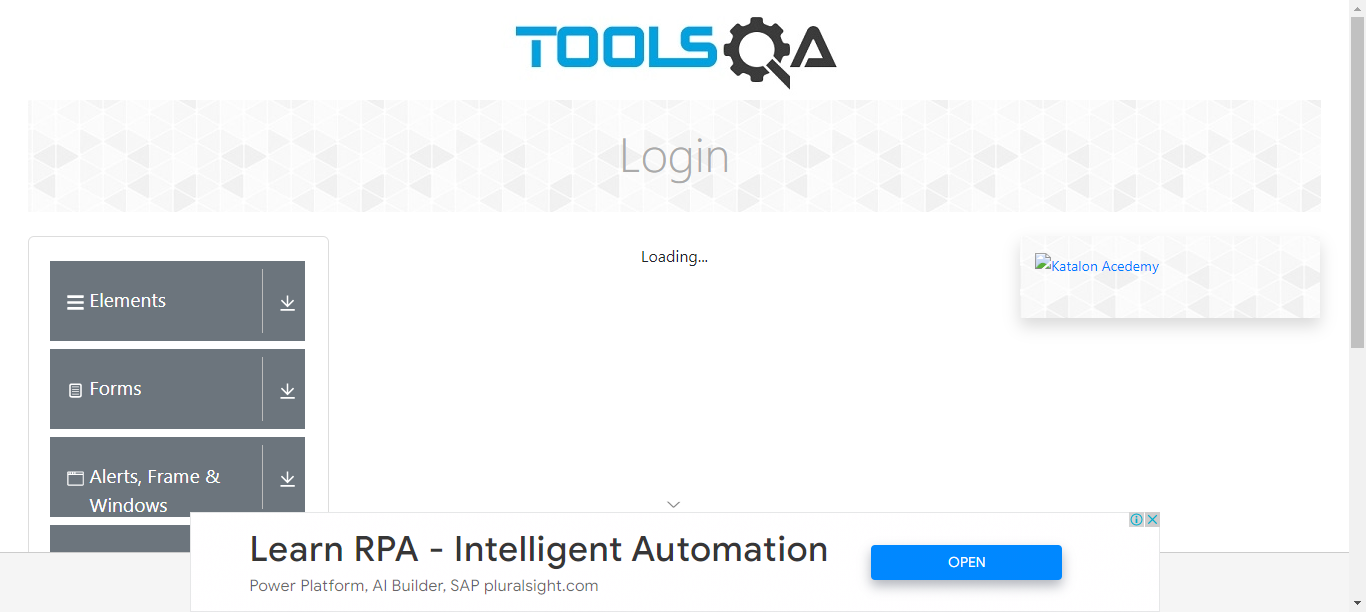 TOOLSQA
Login
Elements
Forms
Alerts, Frame &
Windows
Loading...
Katalon Acedemy
Learn RPA - Intelligent Automation
Power Platform, AI Builder, SAP pluralsight.com
OPEN